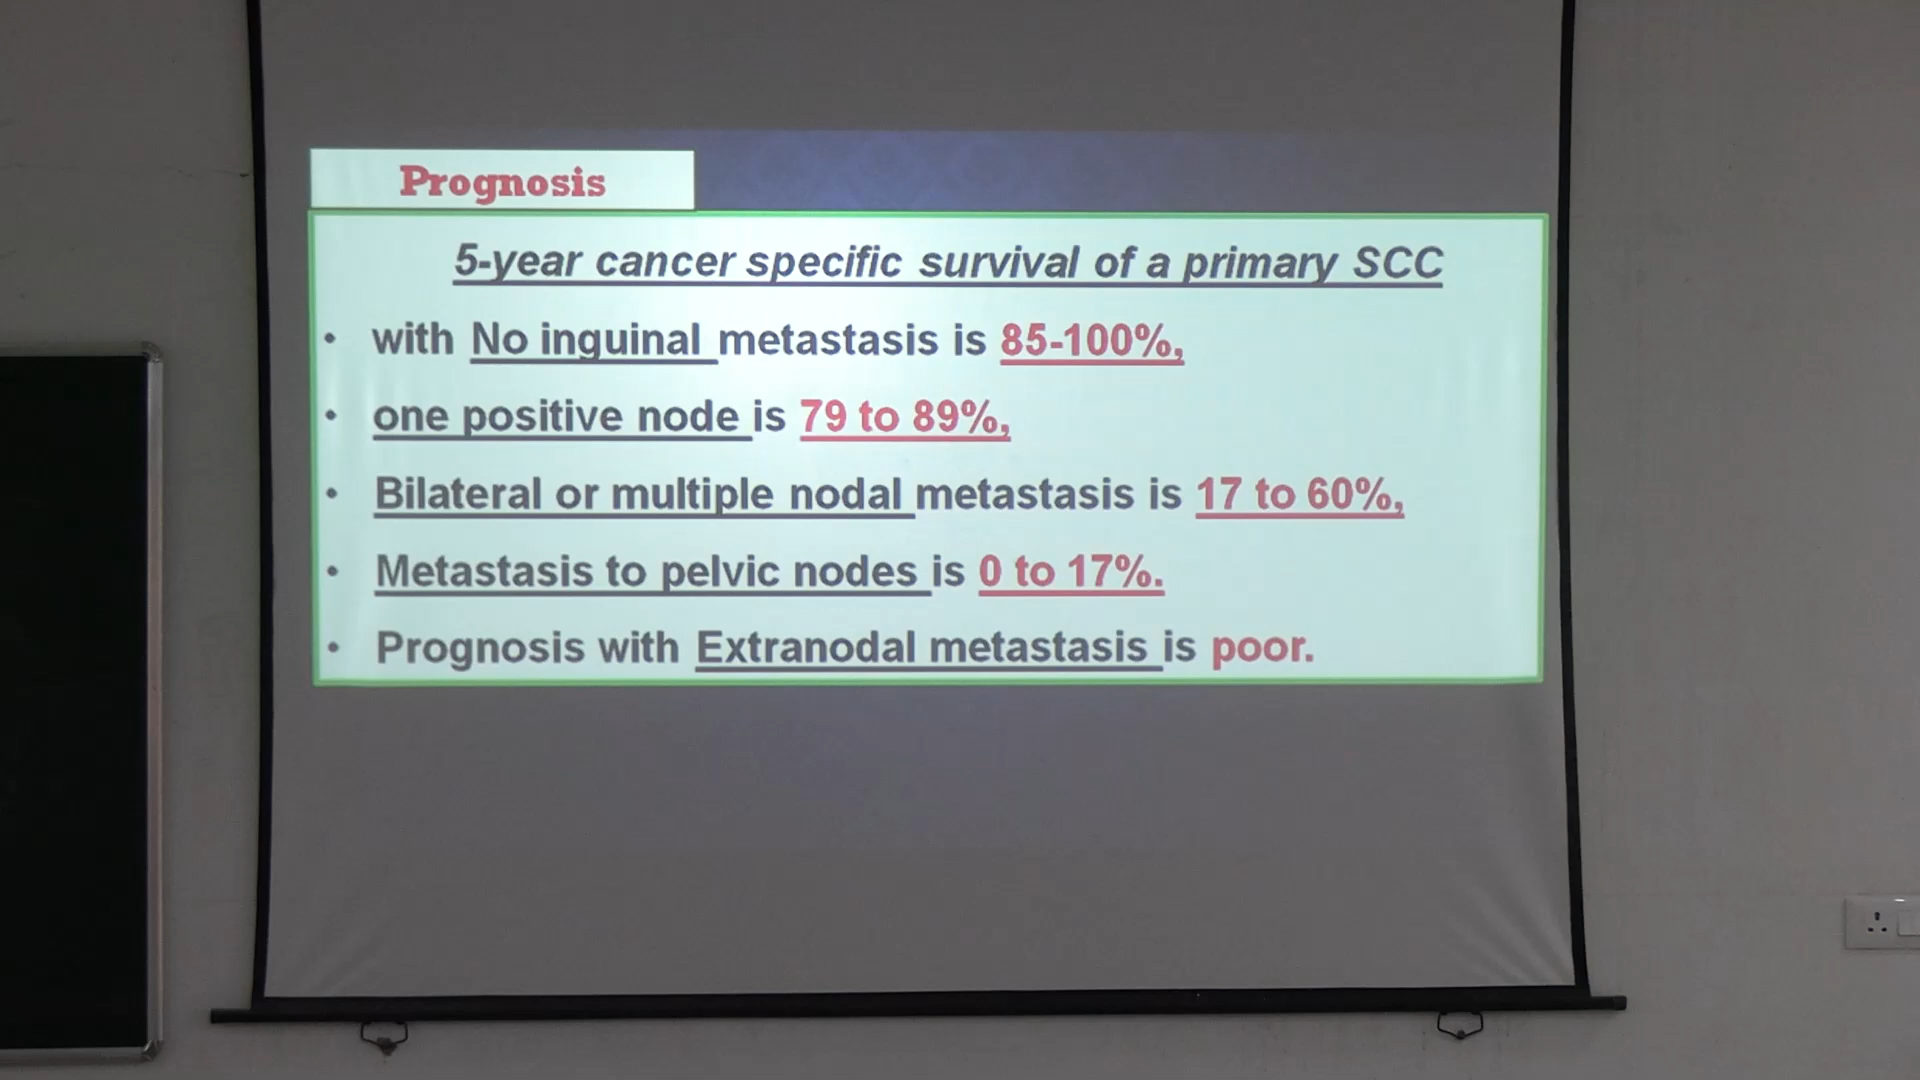 Prognosis
5-year cancer specific survival of a primary SCC
• with No inguinal metastasis is 85-100%,
• one positive node is 79 to 89%,
• Bilateral or multiple nodal metastasis is 17 to 60%,
• Metastasis to pelvic nodes is 0 to 17%.
• Prognosis with Extranodal metastasis is poor.